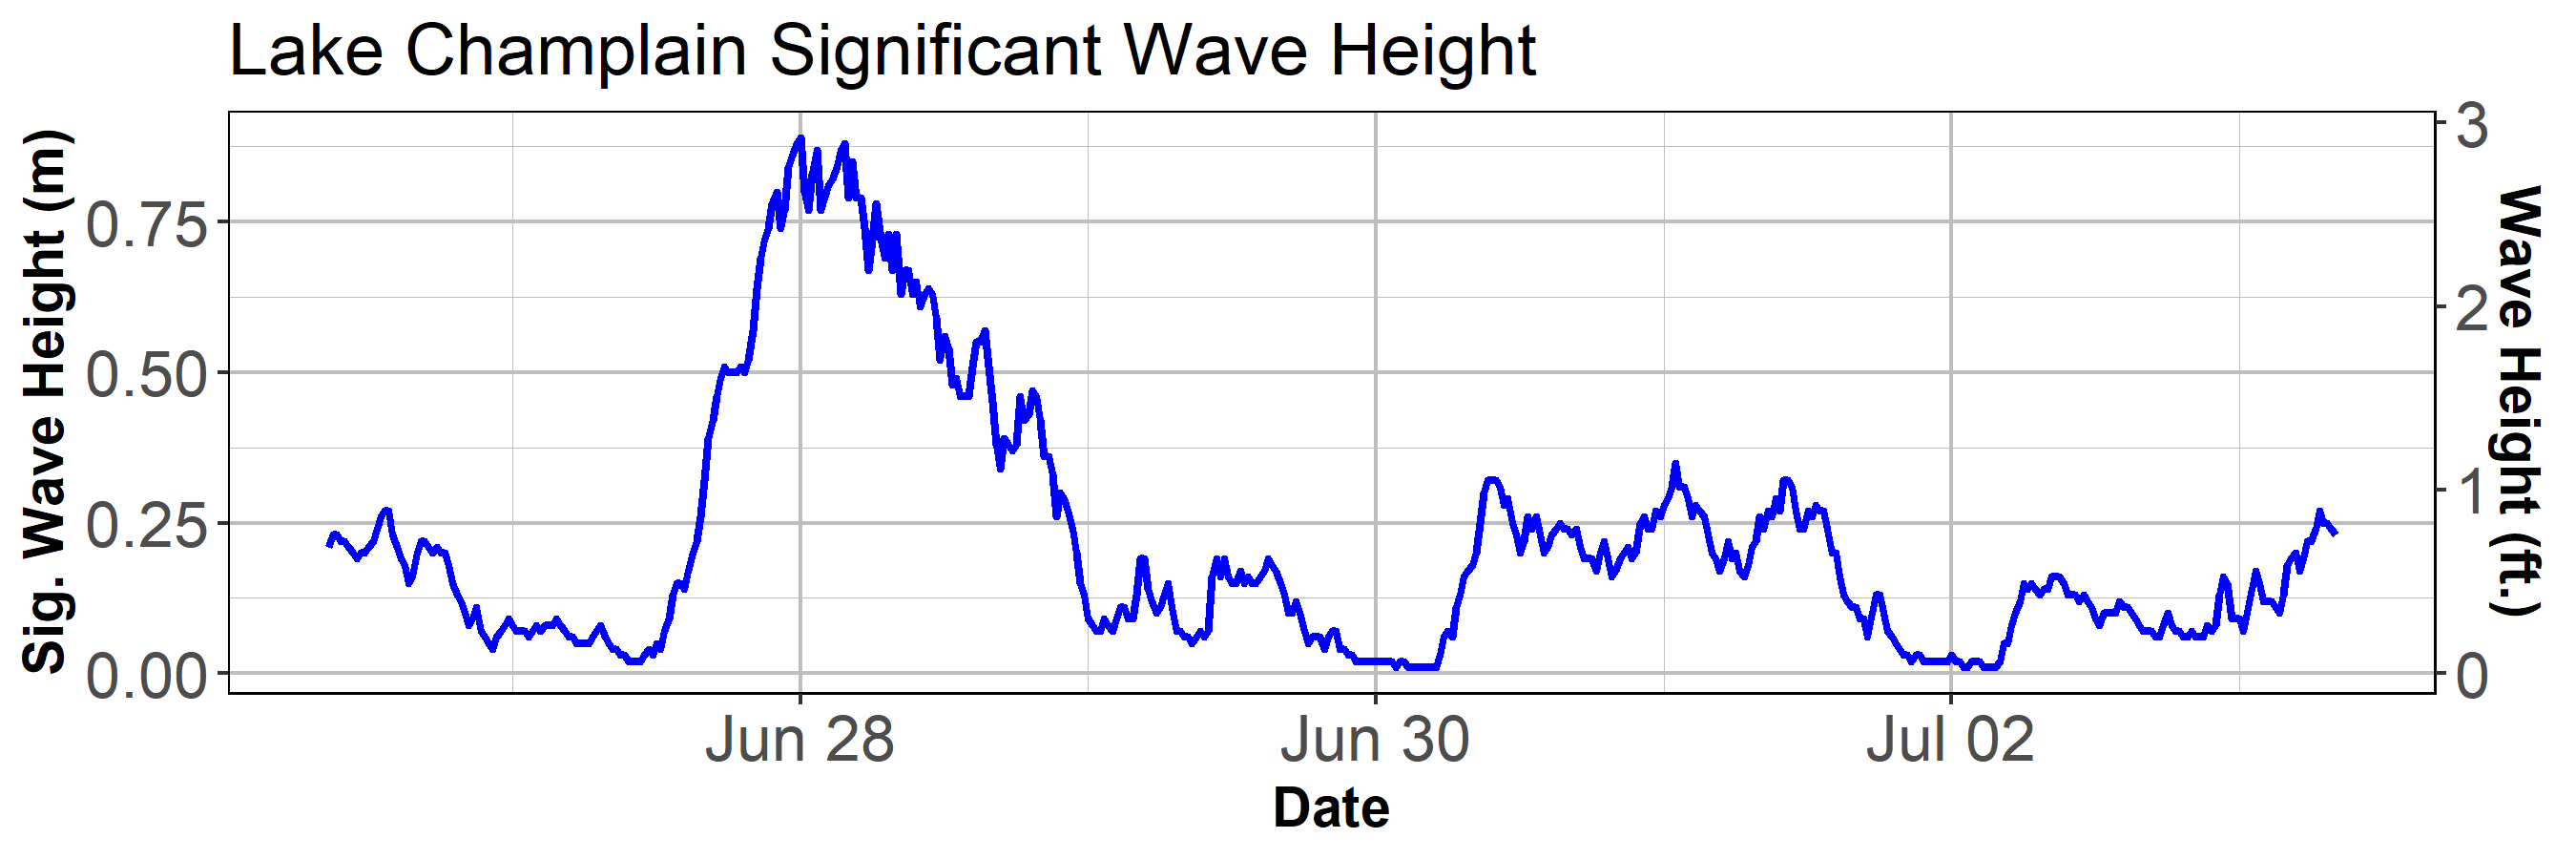 Lake Champlain Significant Wave Height
Sig. Wave Height (m)
0.75
0.50
0.25
0.00
3
2
1
0
Wave Height (ft.)
Jun 28
Jun 30
Jul 02
Date